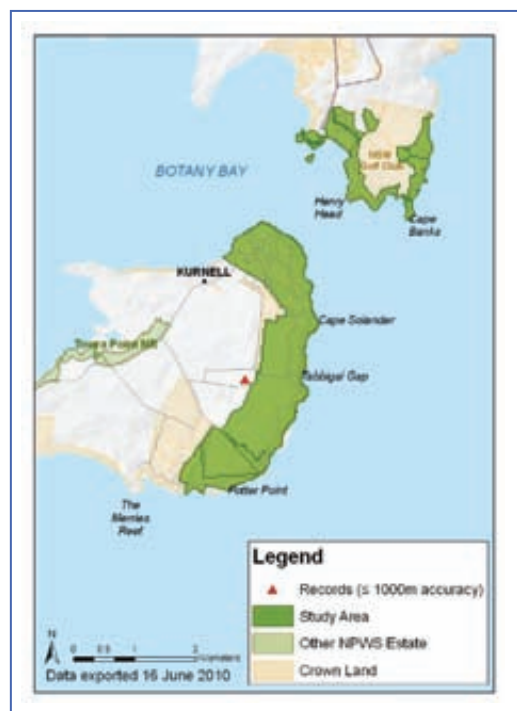 BOTANY BAY
NSW
Golf Club
Henry
Head
Cape
Banks
KURNELL
Cape Solander
Towra Point NR
Tabbigai Gap
Potter Point
The
Merries
Reef
Legend
Records (≤ 1000m accuracy)
Study Area
Other NPWS Estate
Crown Land
N
0 0.5 1 2
Kilometers
Data exported 16 June 2010